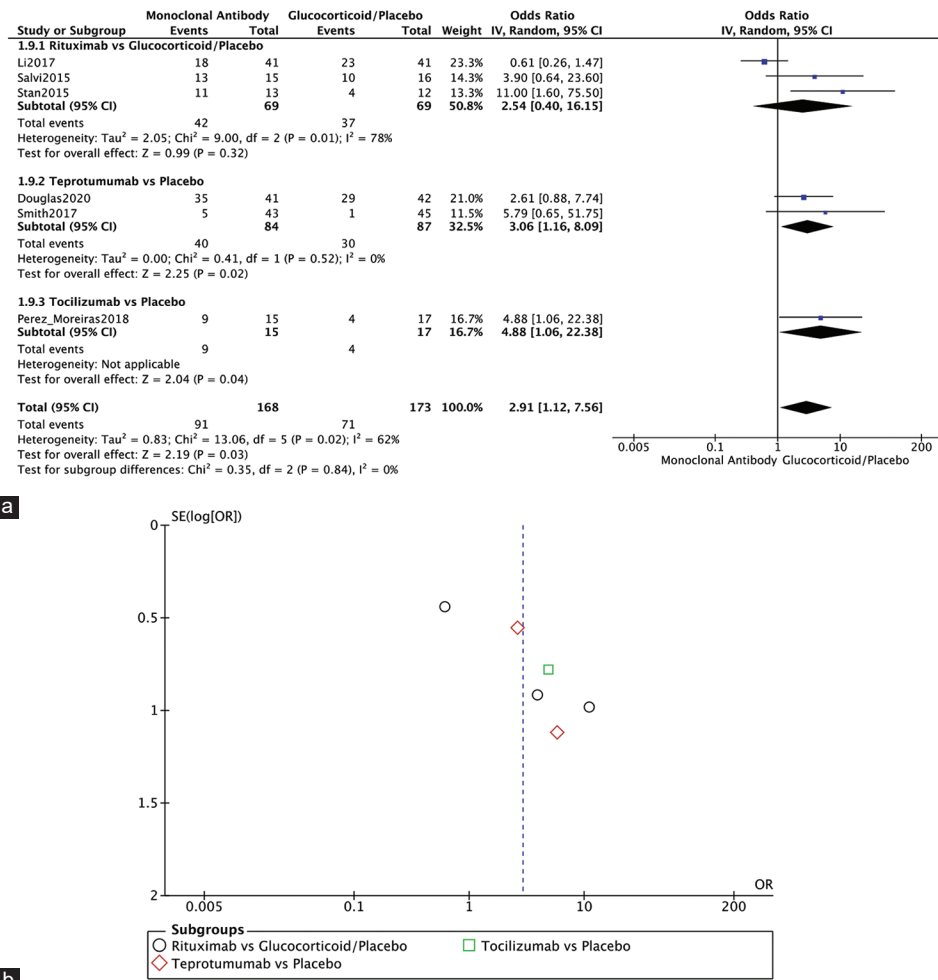 Monoclonal Antibody Glucocorticoid/Placebo Odds Ratio Odds Ratio
Study or Subgroup Events Total Events Total Weight IV, Random, 95% CI IV, Random, 95% CI
1.9.1 Rituximab vs Glucocorticoid/Placebo
Li2017 18 41 23 41 23.3% 0.61 [0.26, 1.47]
Salvi2015 13 15 10 16 14.3% 3.90 [0.64, 23.60]
Stan2015 11 13 4 12 13.3% 11.00 [1.60, 75.50]
Subtotal (95% CI) 69 69 50.8% 2.54 [0.40, 16.15]
Total events 42 37
Heterogeneity: Tau² = 2.05; Chi² = 9.00, df = 2 (P = 0.01); I² = 78%
Test for overall effect: Z = 0.99 (P = 0.32)
1.9.2 Teprotumumab vs Placebo
Douglas2020 35 41 29 42 21.0% 2.61 [0.88, 7.74]
Smith2017 5 43 1 45 11.5% 5.79 [0.65, 51.75]
Subtotal (95% CI) 84 87 32.5% 3.06 [1.16, 8.09]
Total events 40 30
Heterogeneity: Tau² = 0.00; Chi² = 0.41, df = 1 (P = 0.52); I² = 0%
Test for overall effect: Z = 2.25 (P = 0.02)
1.9.3 Tocilizumab vs Placebo
Perez_Moreiras2018 9 15 4 17 16.7% 4.88 [1.06, 22.38]
Subtotal (95% CI) 15 17 16.7% 4.88 [1.06, 22.38]
Total events 9 4
Heterogeneity: Not applicable
Test for overall effect: Z = 2.04 (P = 0.04)
Total (95% CI) 168 173 100.0% 2.91 [1.12, 7.56]
Total events 91 71
Heterogeneity: Tau² = 0.83; Chi² = 13.06, df = 5 (P = 0.02); I² = 62%
Test for overall effect: Z = 2.19 (P = 0.03)
Test for subgroup differences: Chi² = 0.35, df = 2 (P = 0.84), I² = 0%
0.005 0.1 1 10 200
Monoclonal Antibody Glucocorticoid/Placebo
a
SE(log[OR])
0
0.5
1
1.5
2
OR
0.005 0.1 1 10 200
Subgroups
Rituximab vs Glucocorticoid/Placebo Tocilizumab vs Placebo
Teprotumumab vs Placebo
b